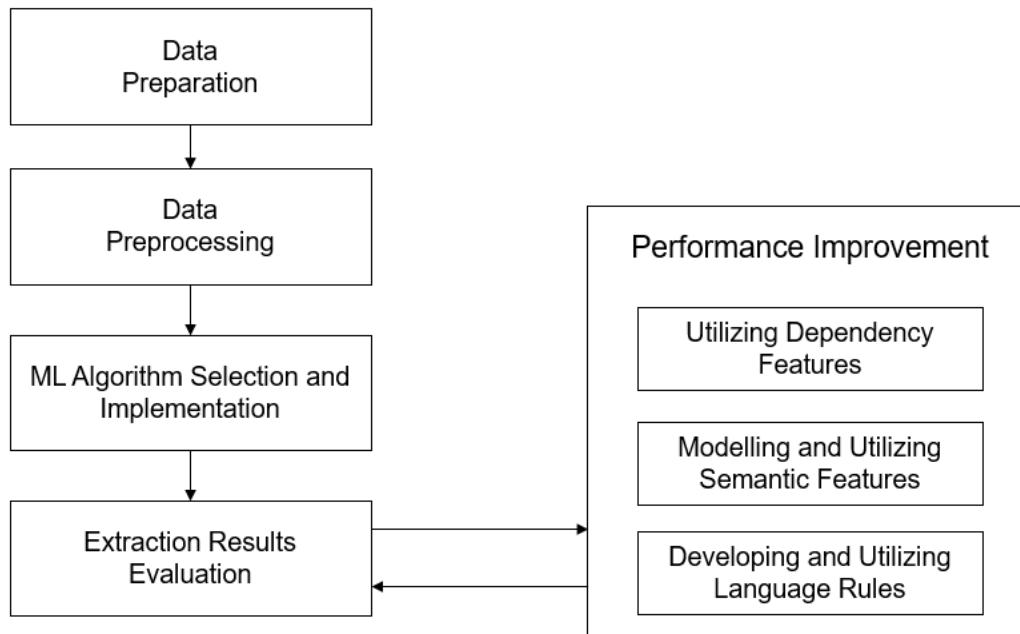 Data
Preparation
Data
Preprocessing
ML Algorithm Selection and
Implementation
Extraction Results
Evaluation
Performance Improvement
Utilizing Dependency
Features
Modelling and Utilizing
Semantic Features
Developing and Utilizing
Language Rules